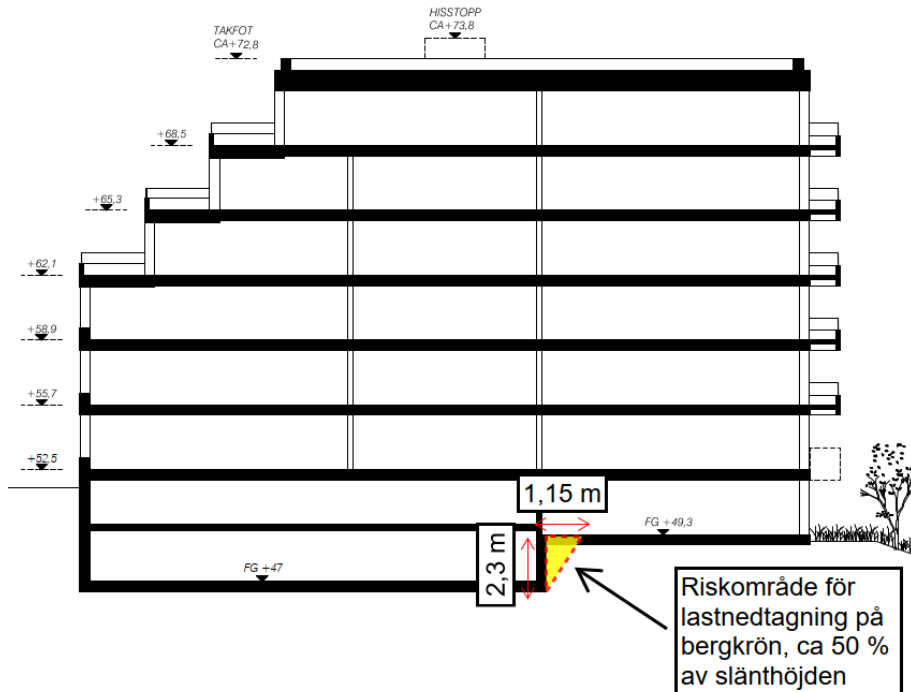 HISSTOPP
CA+73,8
TAKFOT
CA+72,8
+68,5
+65,3
+62,1
+58,9
+55,7
+52,5
1,15 m
FG +49,3
2,3 m
FG +47
Riskområde för
lastnedtagning på
bergkrön, ca 50 %
av slänthöjden